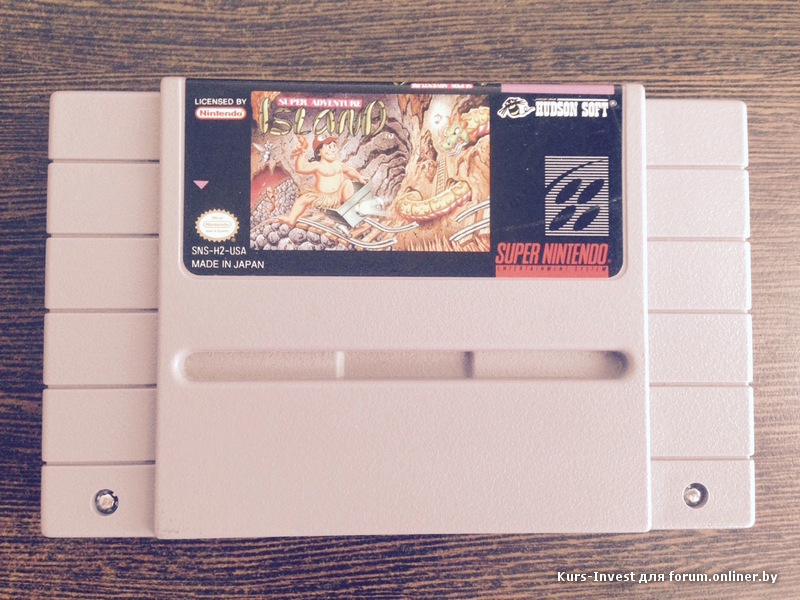 LICENSED BY
Nintendo
SUPER ADVENTURE
ISLAND
HUDSON SOFT®
SNS-H2-USA
MADE IN JAPAN
SUPER NINTENDO
ENTERTAINMENT SYSTEM
Kurs-Invest для forum.onliner.by